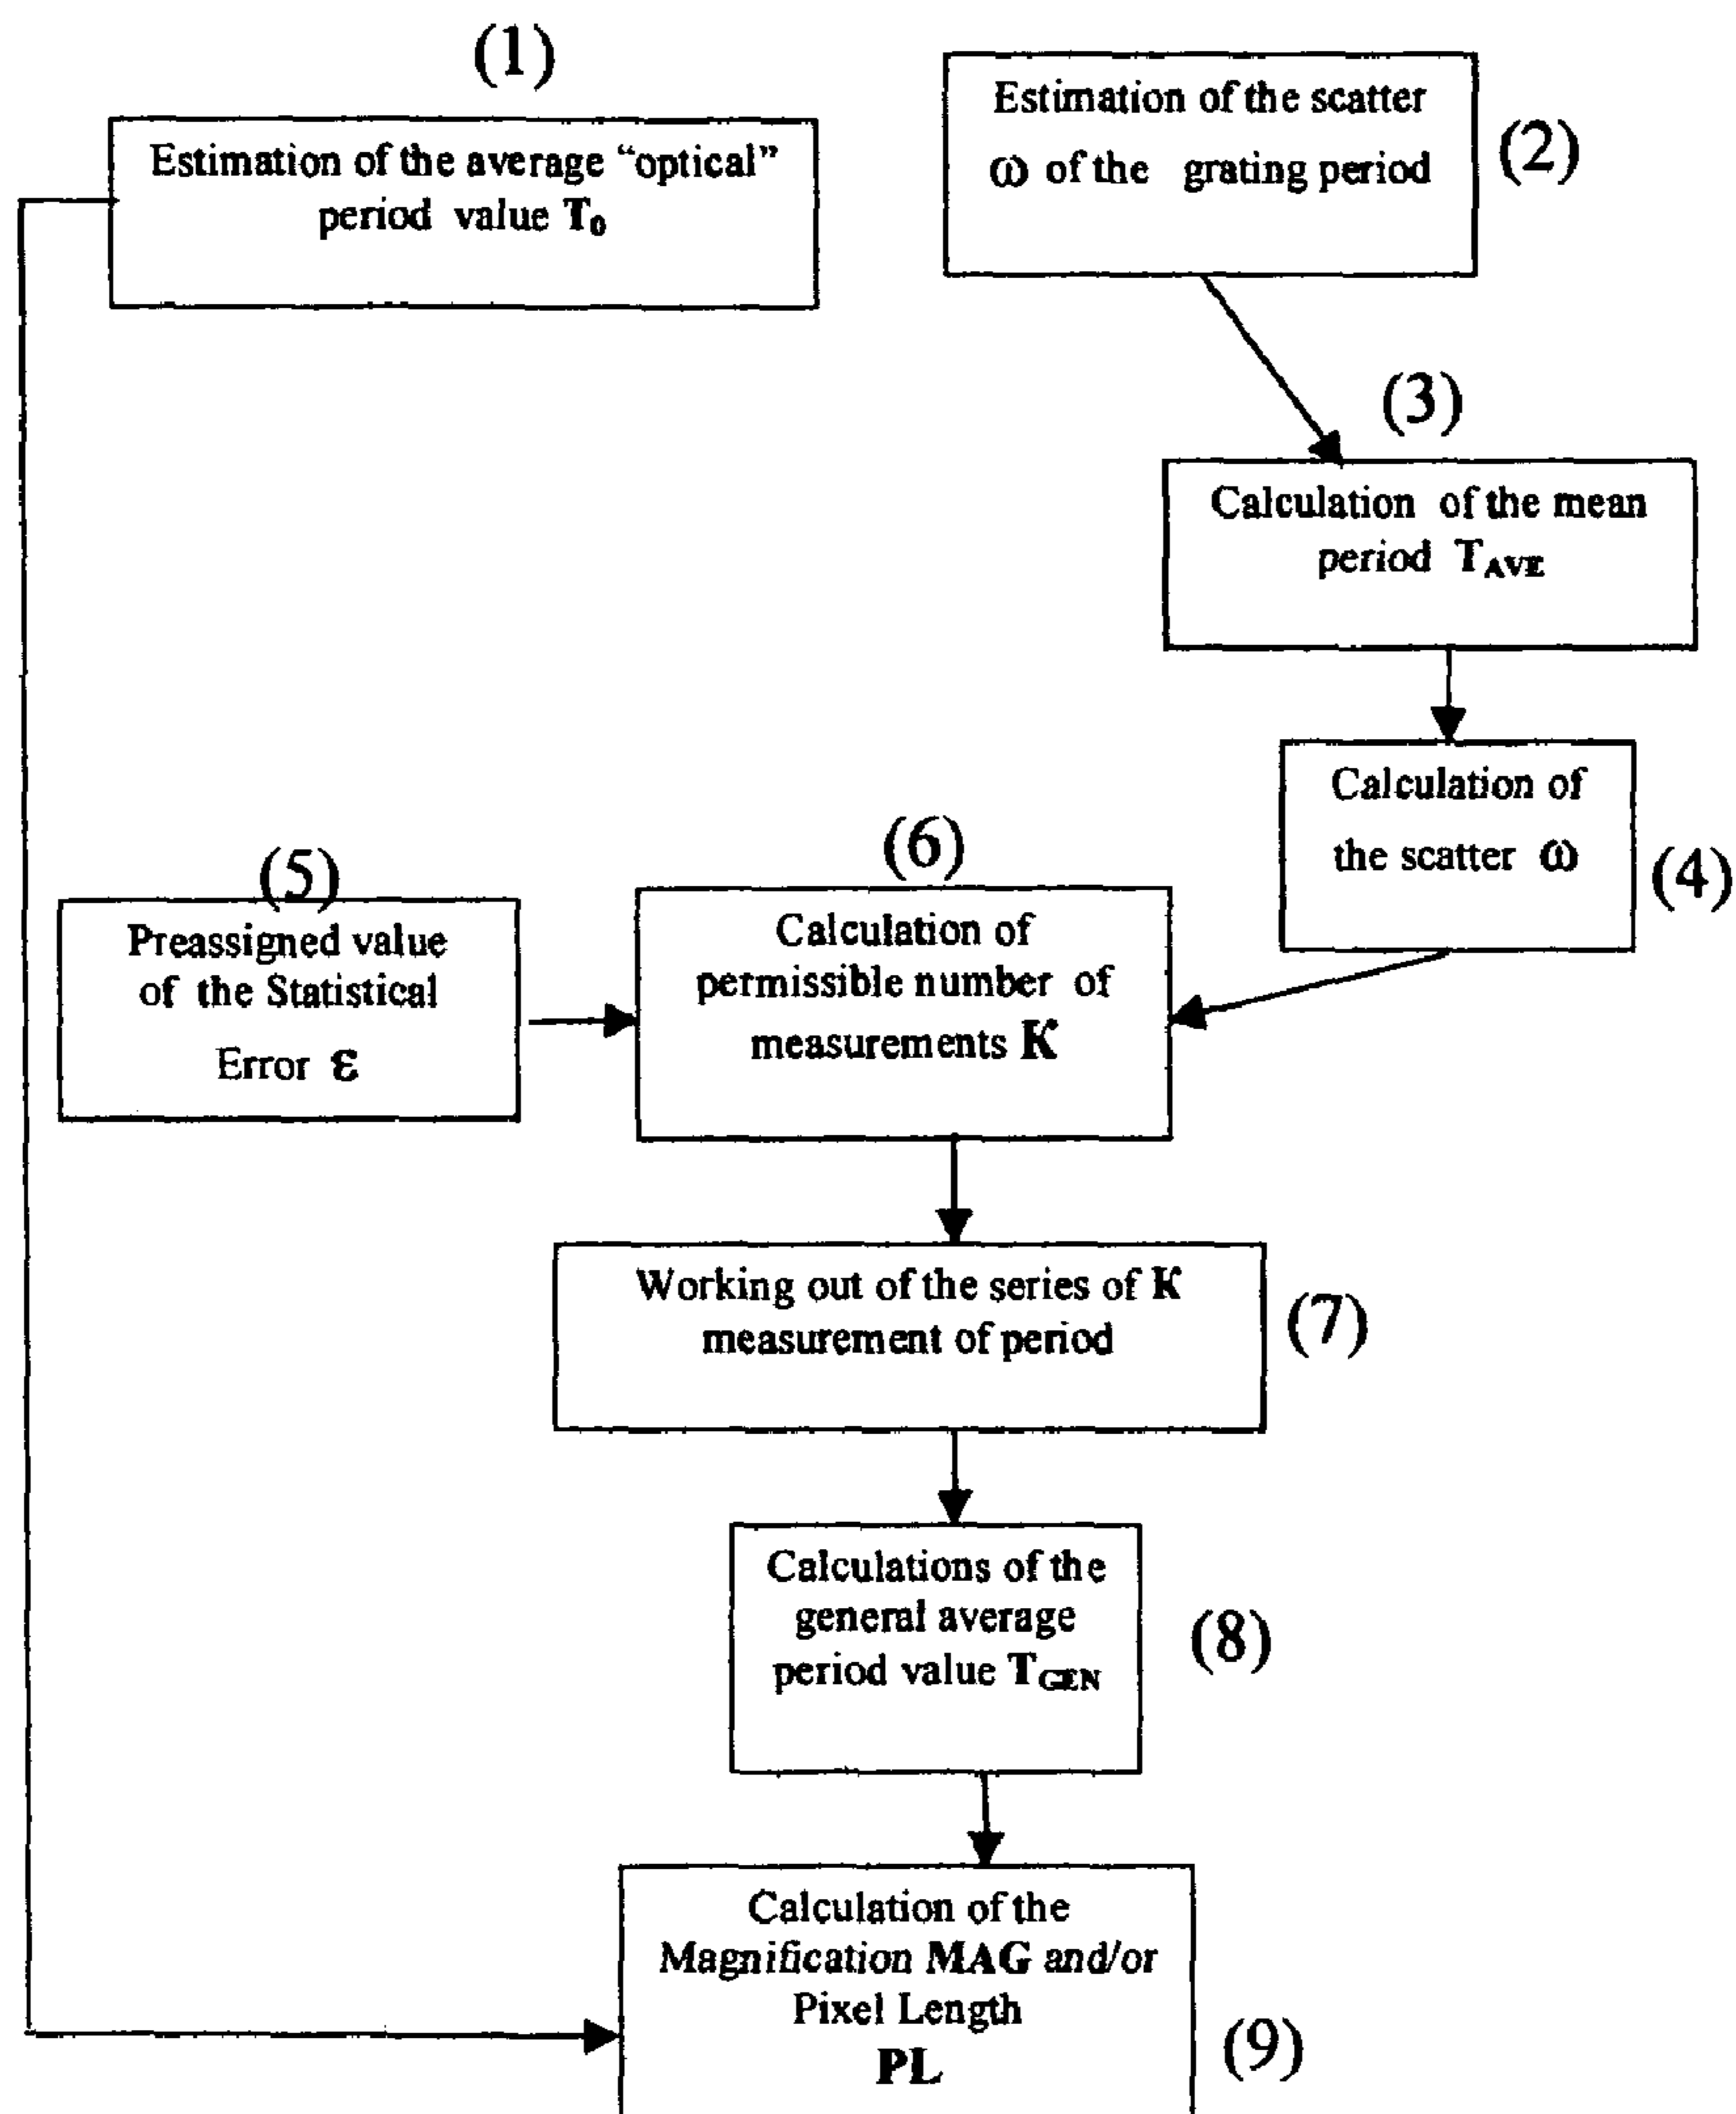 (1)
Estimation of the average “optical”
period value T₀
Estimation of the scatter
ω of the grating period
(2)
(3)
Calculation of the mean
period T_AVE
Calculation of
the scatter ω
(4)
(5)
Preassigned value
of the Statistical
Error ε
(6)
Calculation of
permissible number of
measurements K
Working out of the series of K
measurement of period
(7)
Calculations of the
general average
period value T_GEN
(8)
Calculation of the
Magnification MAG and/or
Pixel Length
PL
(9)